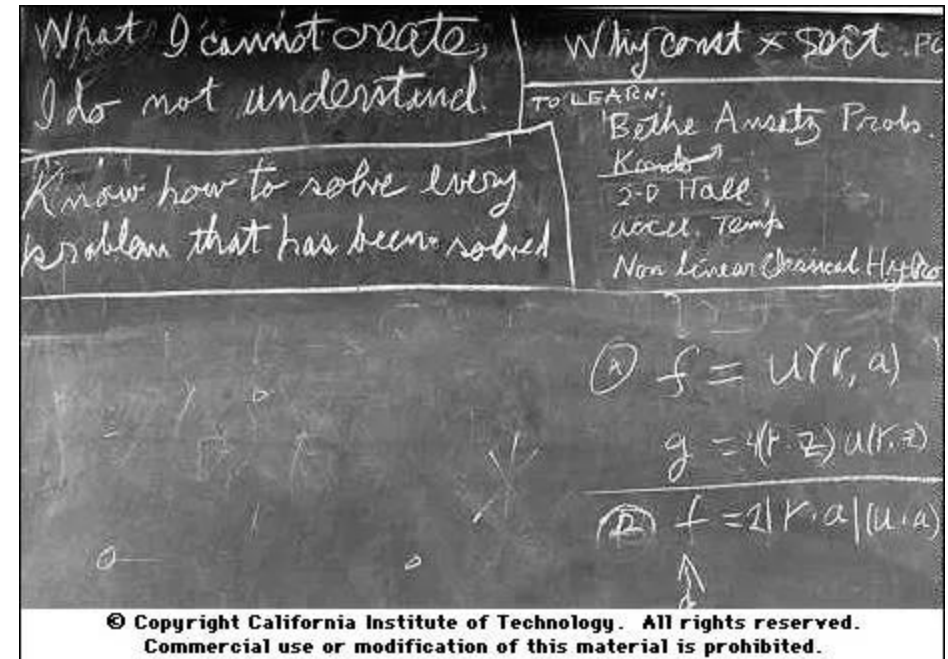 What I cannot create,
I do not understand.
Know how to solve every
problem that has been solved
Why const × sort . PO
TO LEARN:
Bethe Ansatz Probs.
Kondo
2-D Hall
accel. Temp
Non linear Classical Hydro
Ⓐ f = u(r, a)
g = 4(r·z) u(r, z)
f = 2|r·a|(u·a)
© Copyright California Institute of Technology. All rights reserved.
Commercial use or modification of this material is prohibited.